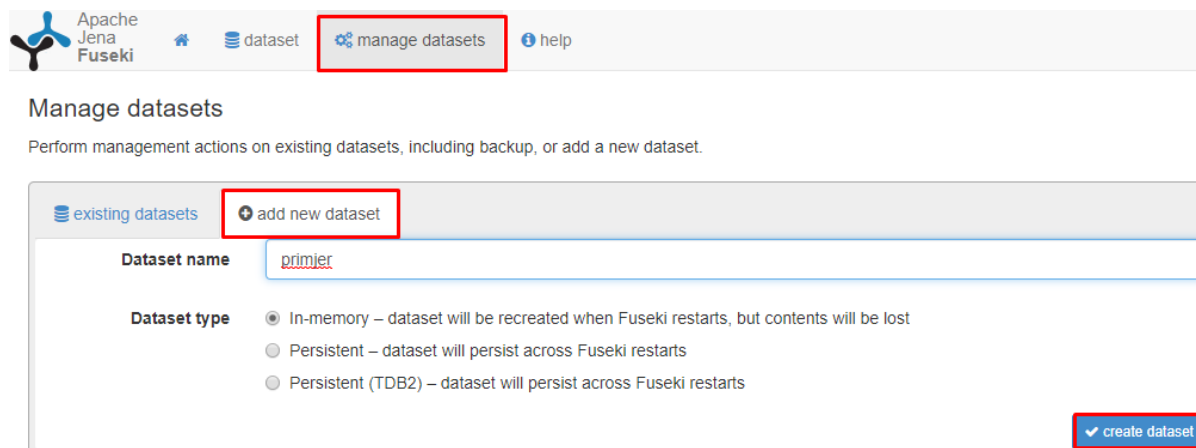 Apache
Jena
Fuseki
dataset
manage datasets
help
Manage datasets
Perform management actions on existing datasets, including backup, or add a new dataset.
existing datasets
add new dataset
Dataset name
primjer
Dataset type
In-memory – dataset will be recreated when Fuseki restarts, but contents will be lost
Persistent – dataset will persist across Fuseki restarts
Persistent (TDB2) – dataset will persist across Fuseki restarts
create dataset